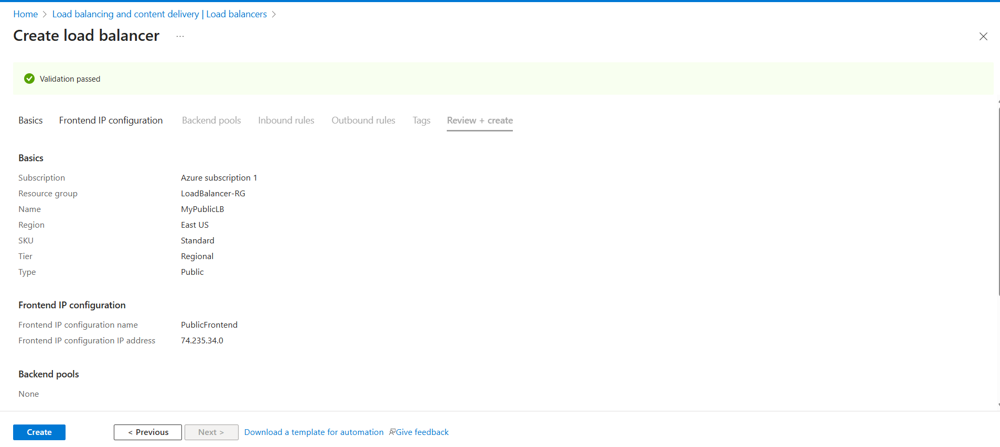 Home > Load balancing and content delivery | Load balancers >
Create load balancer ...
Validation passed
Basics Frontend IP configuration Backend pools Inbound rules Outbound rules Tags Review + create
Basics
Subscription Azure subscription 1
Resource group LoadBalancer-RG
Name MyPublicLB
Region East US
SKU Standard
Tier Regional
Type Public
Frontend IP configuration
Frontend IP configuration name PublicFrontend
Frontend IP configuration IP address 74.235.34.0
Backend pools
None
Create < Previous Next > Download a template for automation Give feedback